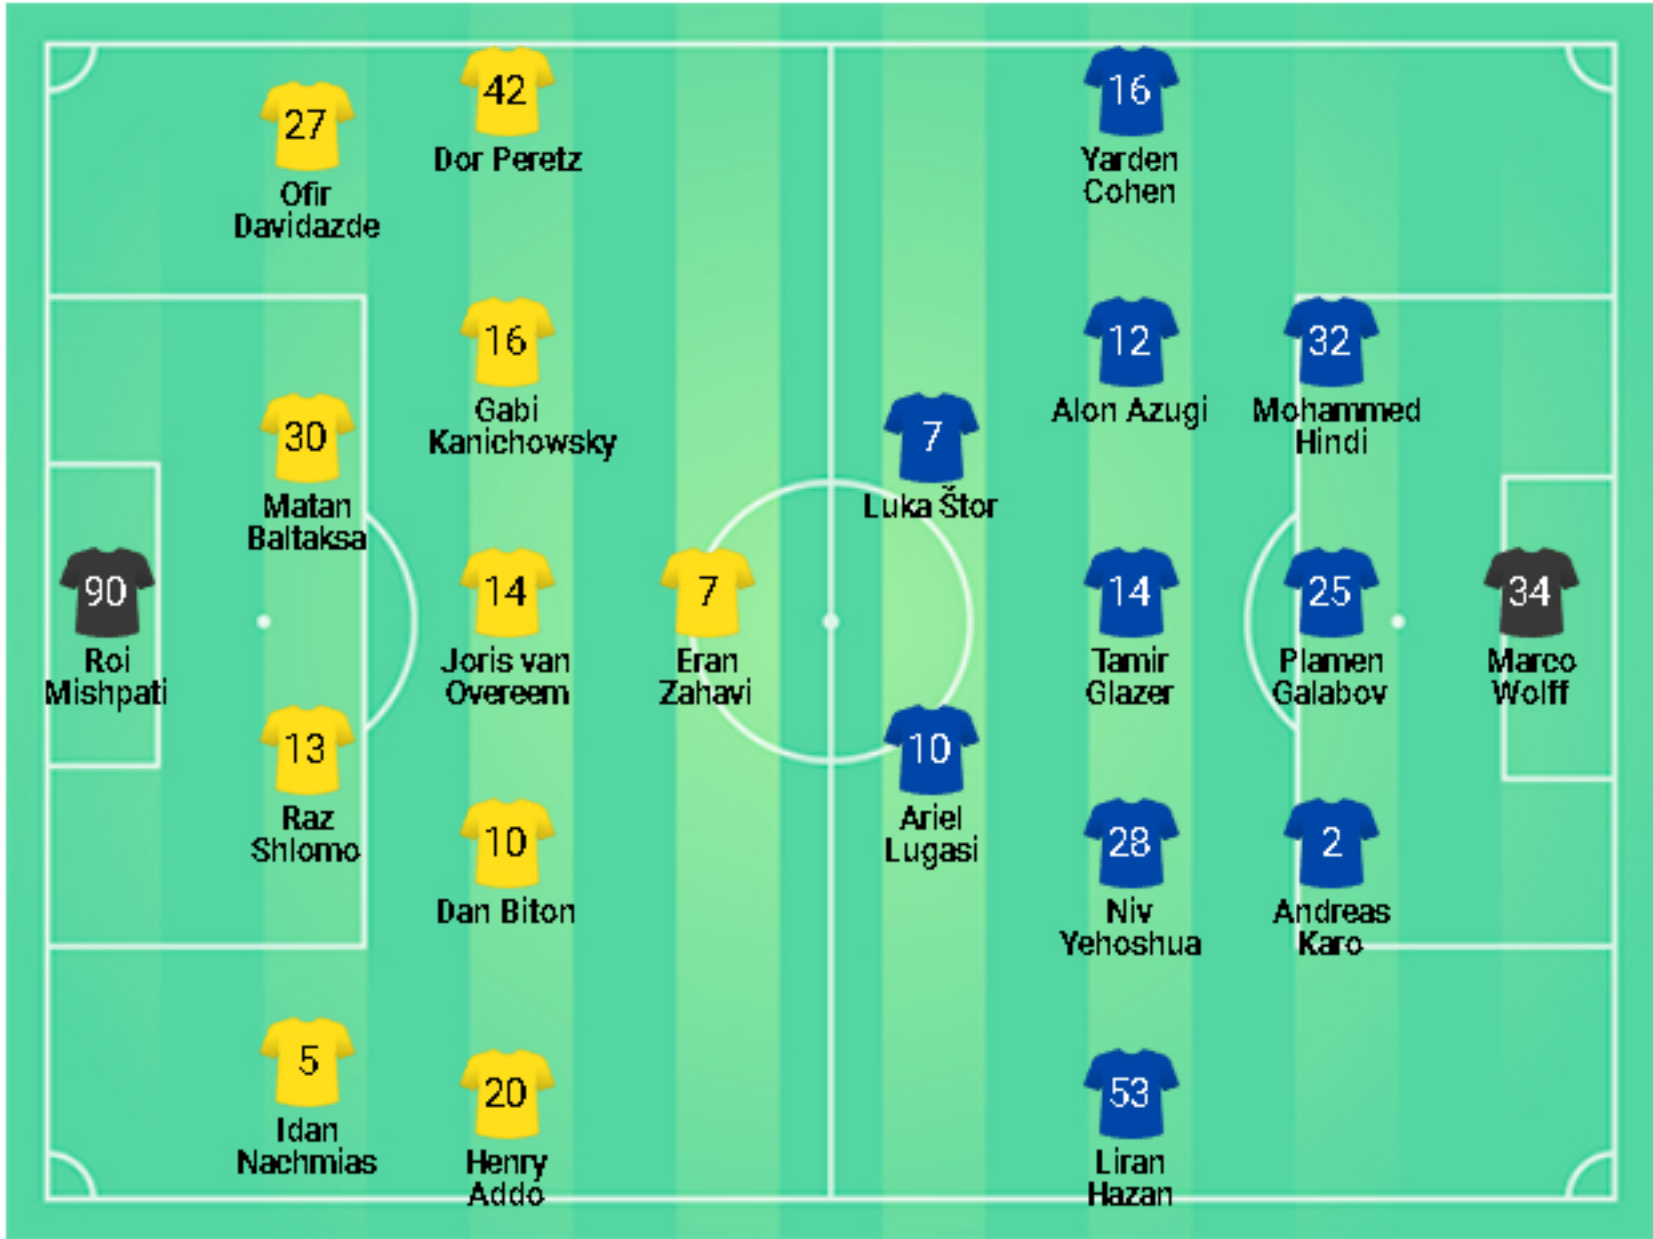 42
Dor Peretz
27
Ofir
Davidazde
16
Yarden
Cohen
16
Gabi
Kanichowsky
12
Alon Azugi
32
Mohammed
Hindi
30
Matan
Baltaksa
7
Luka Štor
90
Roi
Mishpati
14
Joris van
Overeem
7
Eran
Zahavi
14
Tamir
Glazer
25
Plamen
Galabov
34
Marco
Wolff
13
Raz
Shlomo
10
Ariel
Lugasi
10
Dan Biton
28
Niv
Yehoshua
2
Andreas
Karo
5
Idan
Nachmias
20
Henry
Addo
53
Liran
Hazan